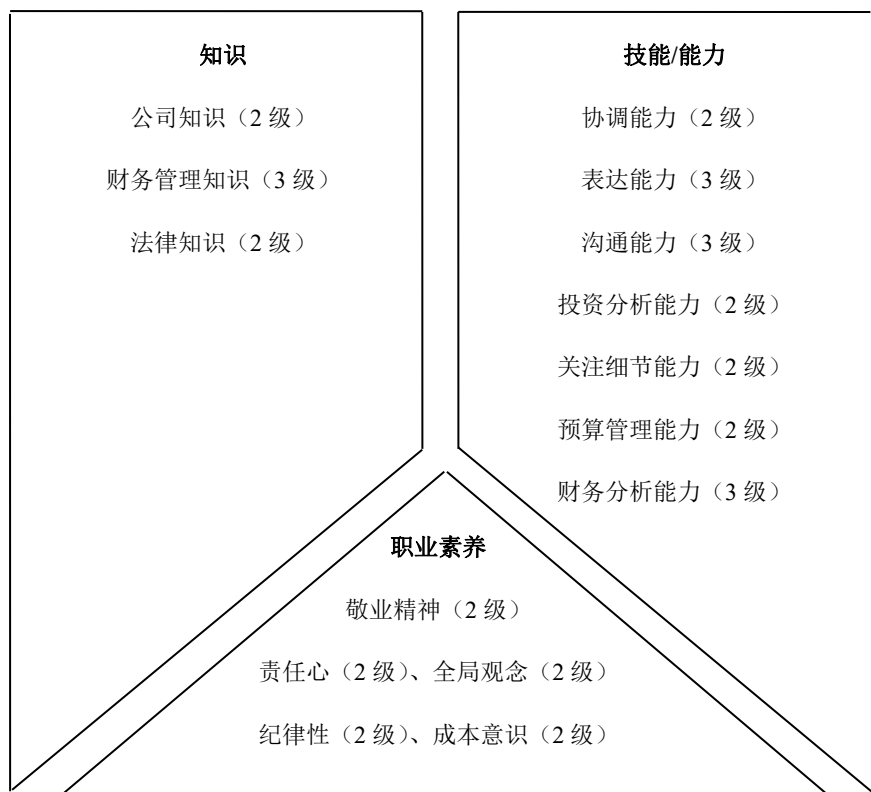 知识
公司知识（2 级）
财务管理知识（3 级）
法律知识（2 级）
技能/能力
协调能力（2 级）
表达能力（3 级）
沟通能力（3 级）
投资分析能力（2 级）
关注细节能力（2 级）
预算管理能力（2 级）
财务分析能力（3 级）
职业素养
敬业精神（2 级）
责任心（2 级）、全局观念（2 级）
纪律性（2 级）、成本意识（2 级）